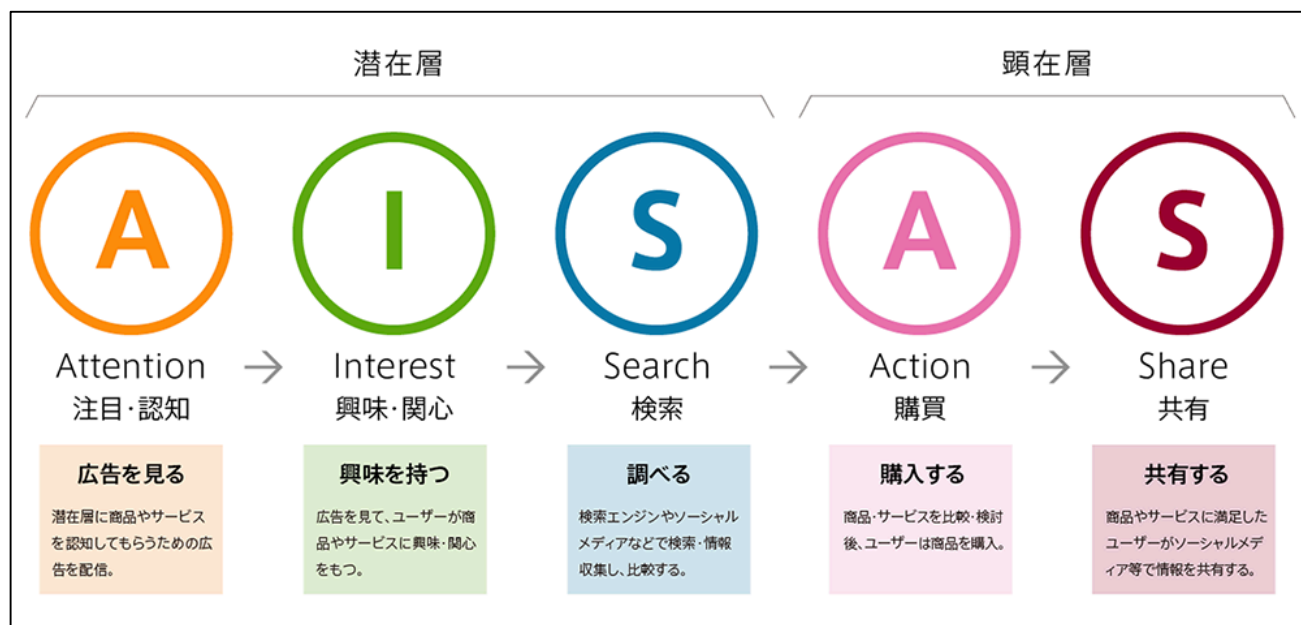 潜在層
顕在層
A
I
S
A
S
Attention
注目・認知
Interest
興味・関心
Search
検索
Action
購買
Share
共有
広告を見る
潜在層に商品やサービス
を認知してもらうための広
告を配信。
興味を持つ
広告を見て、ユーザーが商
品やサービスに興味・関心
をもつ。
調べる
検索エンジンやソーシャル
メディアなどで検索・情報
収集し、比較する。
購入する
商品・サービスを比較・検討
後、ユーザーは商品を購入。
共有する
商品やサービスに満足した
ユーザーがソーシャルメデ
ィア等で情報を共有する。